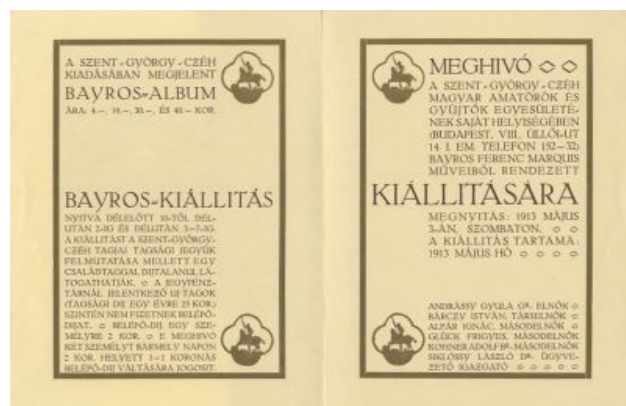 A SZENT-GYÖRGY-CZÉH
KIADÁSÁBAN MEGJELENT
BAYROS-ALBUM
ÁRA: 4.–, 10.–, 20.–, ÉS 40.– KOR.
BAYROS-KIÁLLITÁS
NYITVA DÉLELŐTT 10-TŐL DÉL-
UTÁN 2-IG ÉS DÉLUTÁN 3–7-IG.
A KIÁLLITÁST A SZENT-GYÖRGY-
CZÉH TAGJAI TAGSÁGI JEGYÜK
FELMUTATÁSA MELLETT EGY
CSALÁDTAGGAL DIJTALANUL LÁ-
TOGATHATJÁK. ◇ A JEGYPÉNZ-
TÁRNÁL JELENTKEZŐ UJ TAGOK
(TAGSÁGI DIJ EGY ÉVRE 25 KOR.)
SZINTÉN NEM FIZETNEK BELÉPŐ-
DIJAT. ◇ BELÉPŐ-DIJ EGY SZE-
MÉLYRE 2 KOR. ◇ E MEGHIVÓ
KÉT SZEMÉLYT BÁRMELY NAPON
2 KOR. HELYETT 1–1 KORONÁS
BELÉPŐ-DIJ VÁLTÁSÁRA JOGOSIT.
MEGHIVÓ ◇ ◇
A SZENT-GYÖRGY-CZÉH
MAGYAR AMATŐRÖK ÉS
GYÜJTŐK EGYESÜLETÉ-
NEK SAJÁT HELYISÉGÉBEN
(BUDAPEST, VIII, ÜLLŐI-UT
14. I. EM. TELEFON 152–32)
BAYROS FERENC MARQUIS
MŰVEIBŐL RENDEZETT
KIÁLLITÁSÁRA
MEGNYITÁS: 1913 MÁJUS
3-ÁN, SZOMBATON. ◇ ◇
A KIÁLLITÁS TARTAMA:
1913 MÁJUS HÓ ◇ ◇ ◇ ◇
ANDRÁSSY GYULA GR. ELNÖK ◇
BÁRCZY ISTVÁN, TÁRSELNÖK ◇
ALPÁR IGNÁC, MÁSODELNÖK ◇
GLÜCK FRIGYES, MÁSODELNÖK
KOHNER ADOLF BR. MÁSODELNÖK
SIKLÓSSY LÁSZLÓ DR. ÜGYVE-
ZETŐ IGAZGATÓ ◇ ◇ ◇ ◇ ◇